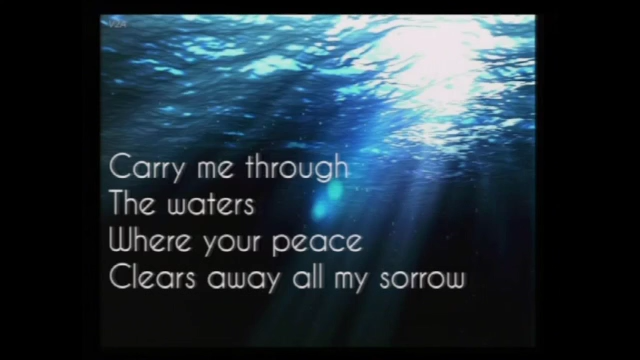 Carry me through
The waters
Where your peace
Clears away all my sorrow